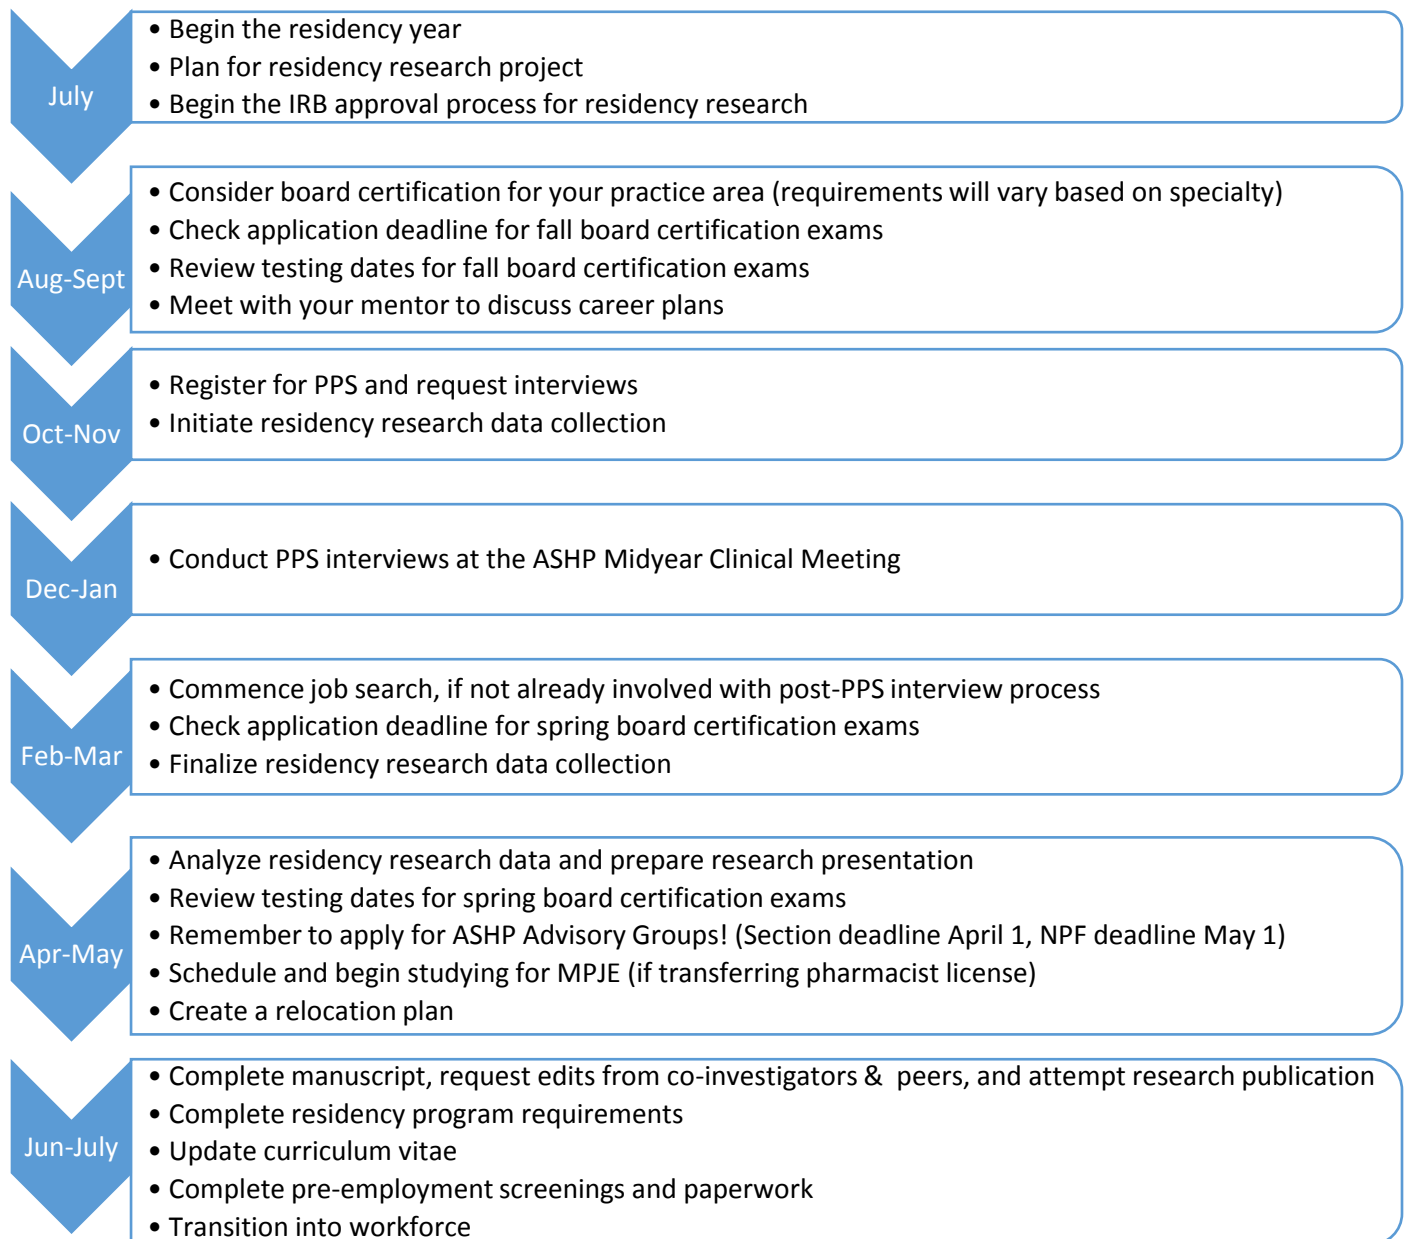 July
• Begin the residency year
• Plan for residency research project
• Begin the IRB approval process for residency research
Aug-Sept
• Consider board certification for your practice area (requirements will vary based on specialty)
• Check application deadline for fall board certification exams
• Review testing dates for fall board certification exams
• Meet with your mentor to discuss career plans
Oct-Nov
• Register for PPS and request interviews
• Initiate residency research data collection
Dec-Jan
• Conduct PPS interviews at the ASHP Midyear Clinical Meeting
Feb-Mar
• Commence job search, if not already involved with post-PPS interview process
• Check application deadline for spring board certification exams
• Finalize residency research data collection
Apr-May
• Analyze residency research data and prepare research presentation
• Review testing dates for spring board certification exams
• Remember to apply for ASHP Advisory Groups! (Section deadline April 1, NPF deadline May 1)
• Schedule and begin studying for MPJE (if transferring pharmacist license)
• Create a relocation plan
Jun-July
• Complete manuscript, request edits from co-investigators &  peers, and attempt research publication
• Complete residency program requirements
• Update curriculum vitae
• Complete pre-employment screenings and paperwork
• Transition into workforce